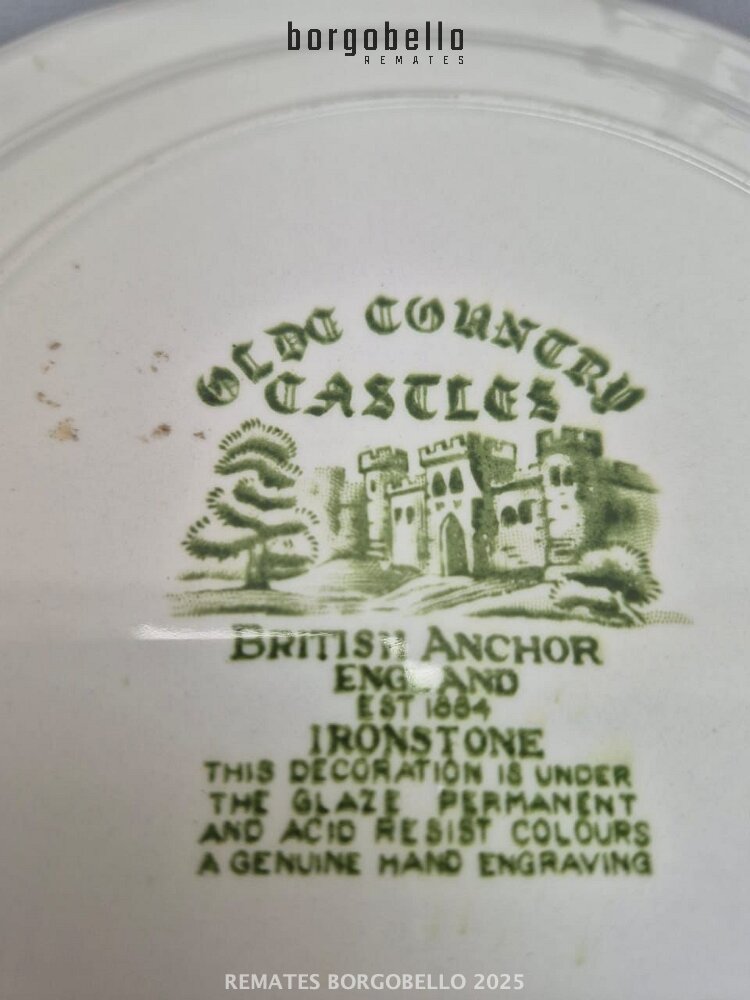 borgobello
REMATES
OLDE COUNTRY
CASTLES
BRITISH ANCHOR
ENGLAND
EST 1884
IRONSTONE
THIS DECORATION IS UNDER
THE GLAZE PERMANENT
AND ACID RESIST COLOURS
A GENUINE HAND ENGRAVING
REMATES BORGOBELLO 2025